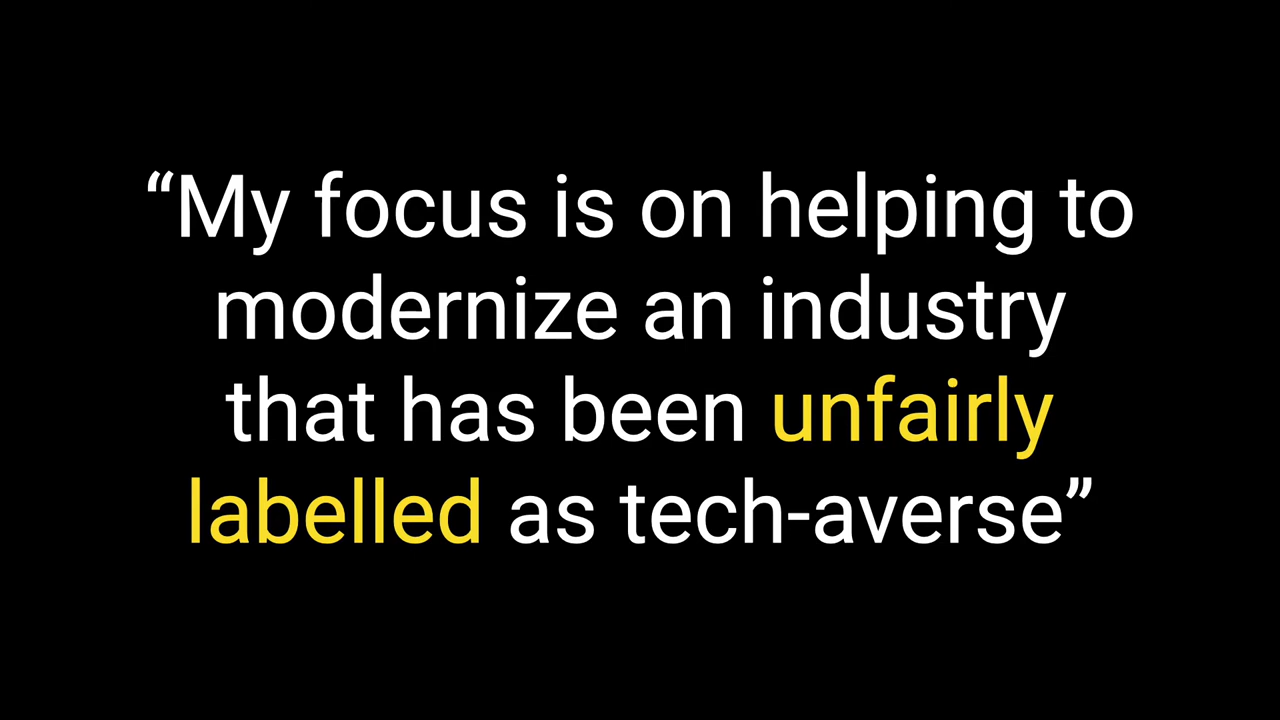 “My focus is on helping to
modernize an industry
that has been unfairly
labelled as tech-averse”